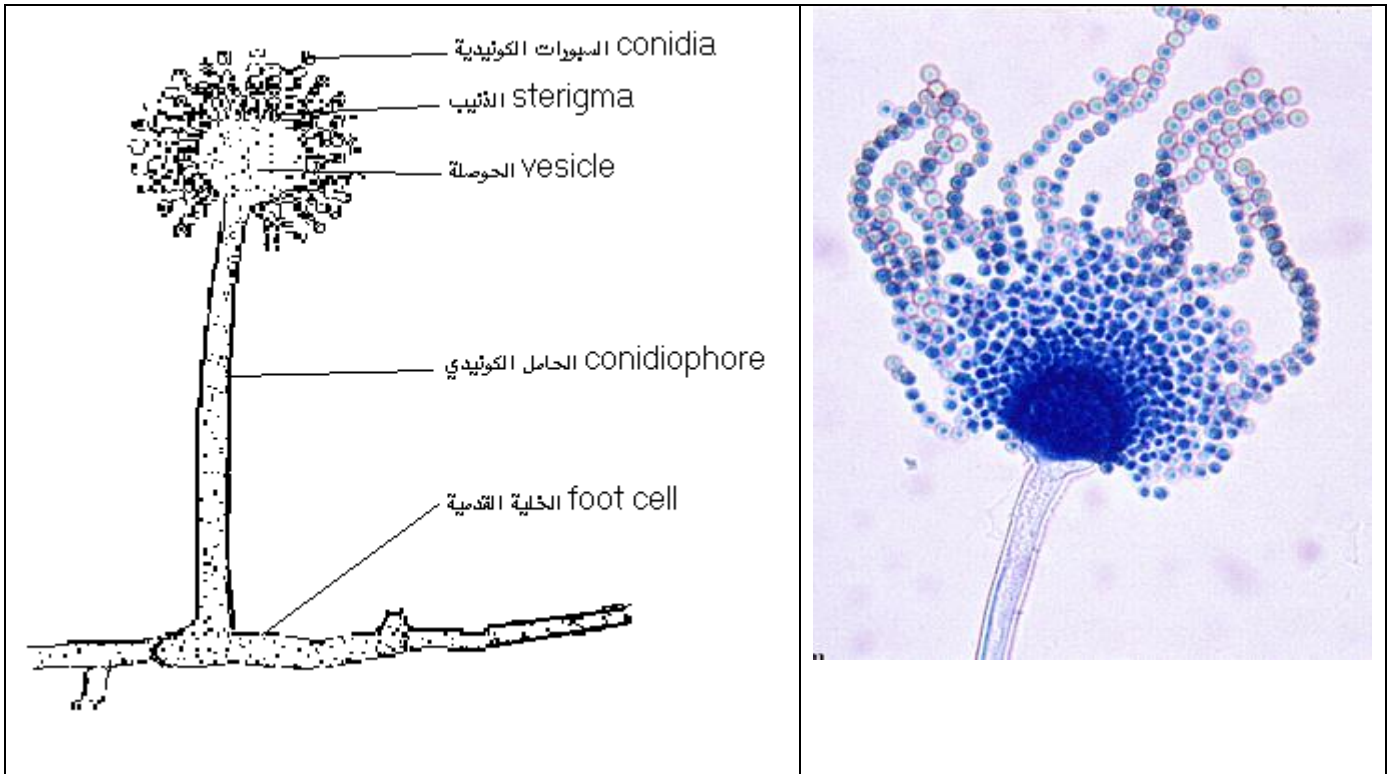 السبورات الكونيدية conidia
الذنيب sterigma
الحوصلة vesicle
الحامل الكونيدي conidiophore
الخلية القدمية foot cell